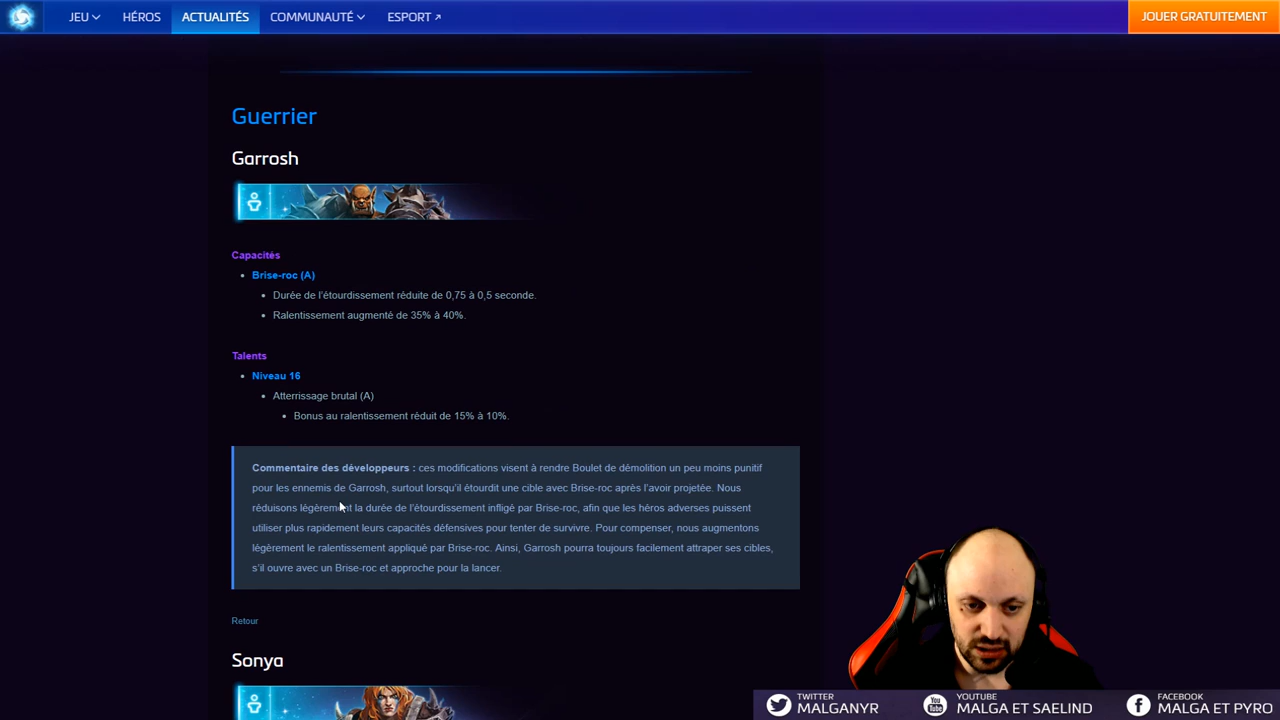 JEU HÉROS ACTUALITÉS COMMUNAUTÉ ESPORT JOUER GRATUITEMENT
Guerrier
Garrosh
Capacités
Brise-roc (A)
Durée de l'étourdissement réduite de 0,75 à 0,5 seconde.
Ralentissement augmenté de 35% à 40%.
Talents
Niveau 16
Atterrissage brutal (A)
Bonus au ralentissement réduit de 15% à 10%.
Commentaire des développeurs : ces modifications visent à rendre Boulet de démolition un peu moins punitif
pour les ennemis de Garrosh, surtout lorsqu'il étourdit une cible avec Brise-roc après l'avoir projetée. Nous
réduisons légèrement la durée de l'étourdissement infligé par Brise-roc, afin que les héros adverses puissent
utiliser plus rapidement leurs capacités défensives pour tenter de survivre. Pour compenser, nous augmentons
légèrement le ralentissement appliqué par Brise-roc. Ainsi, Garrosh pourra toujours facilement attraper ses cibles,
s'il ouvre avec un Brise-roc et approche pour la lancer.
Retour
Sonya
TWITTER
MALGANYR
YOUTUBE
MALGA ET SAELIND
FACEBOOK
MALGA ET PYRO